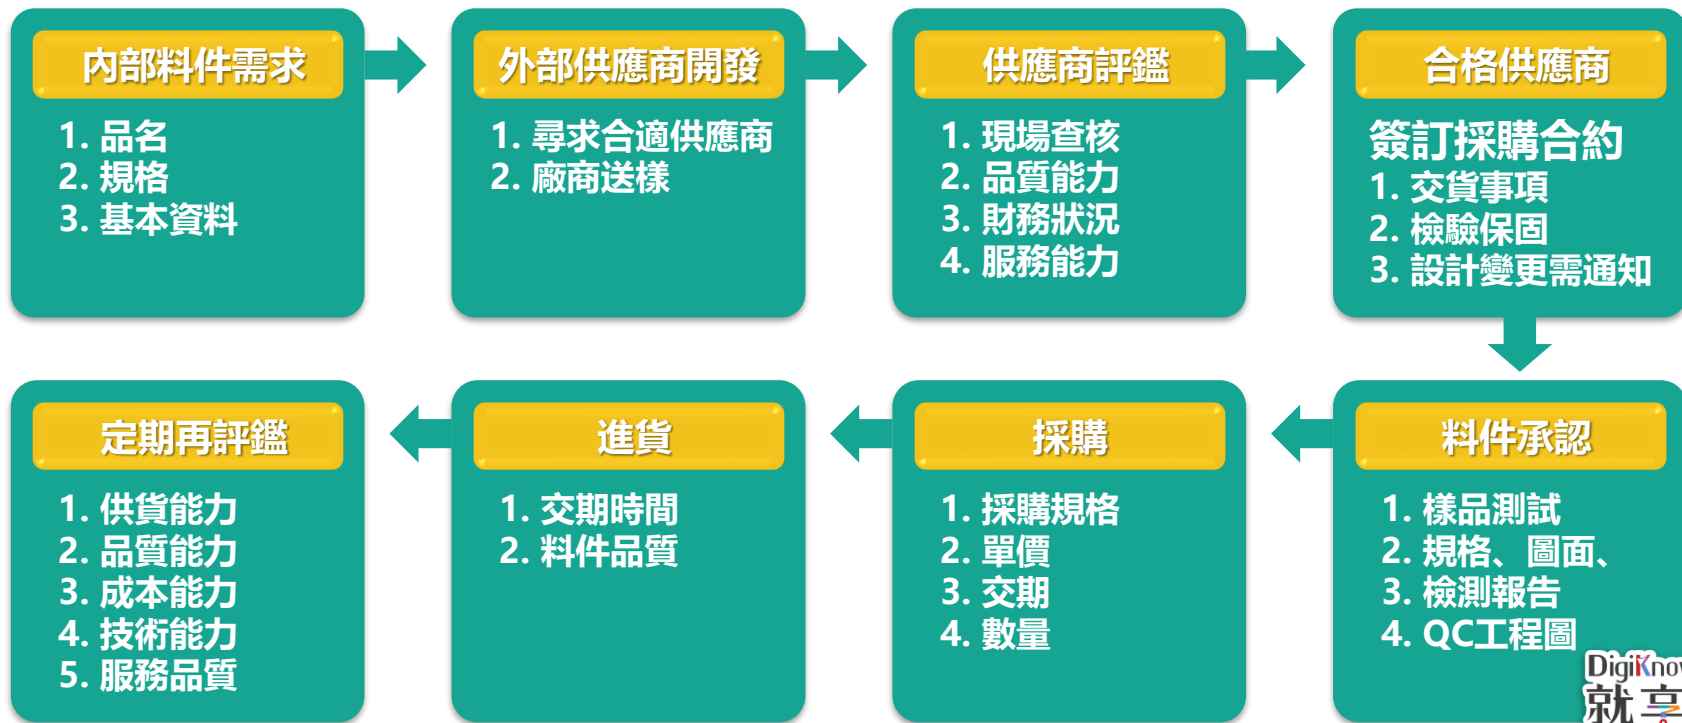 內部料件需求
1. 品名
2. 規格
3. 基本資料
外部供應商開發
1. 尋求合適供應商
2. 廠商送樣
供應商評鑑
1. 現場查核
2. 品質能力
3. 財務狀況
4. 服務能力
合格供應商
簽訂採購合約
1. 交貨事項
2. 檢驗保固
3. 設計變更需通知
料件承認
1. 樣品測試
2. 規格、圖面、
3. 檢測報告
4. QC工程圖
採購
1. 採購規格
2. 單價
3. 交期
4. 數量
進貨
1. 交期時間
2. 料件品質
定期再評鑑
1. 供貨能力
2. 品質能力
3. 成本能力
4. 技術能力
5. 服務品質
DigiKnow
就享